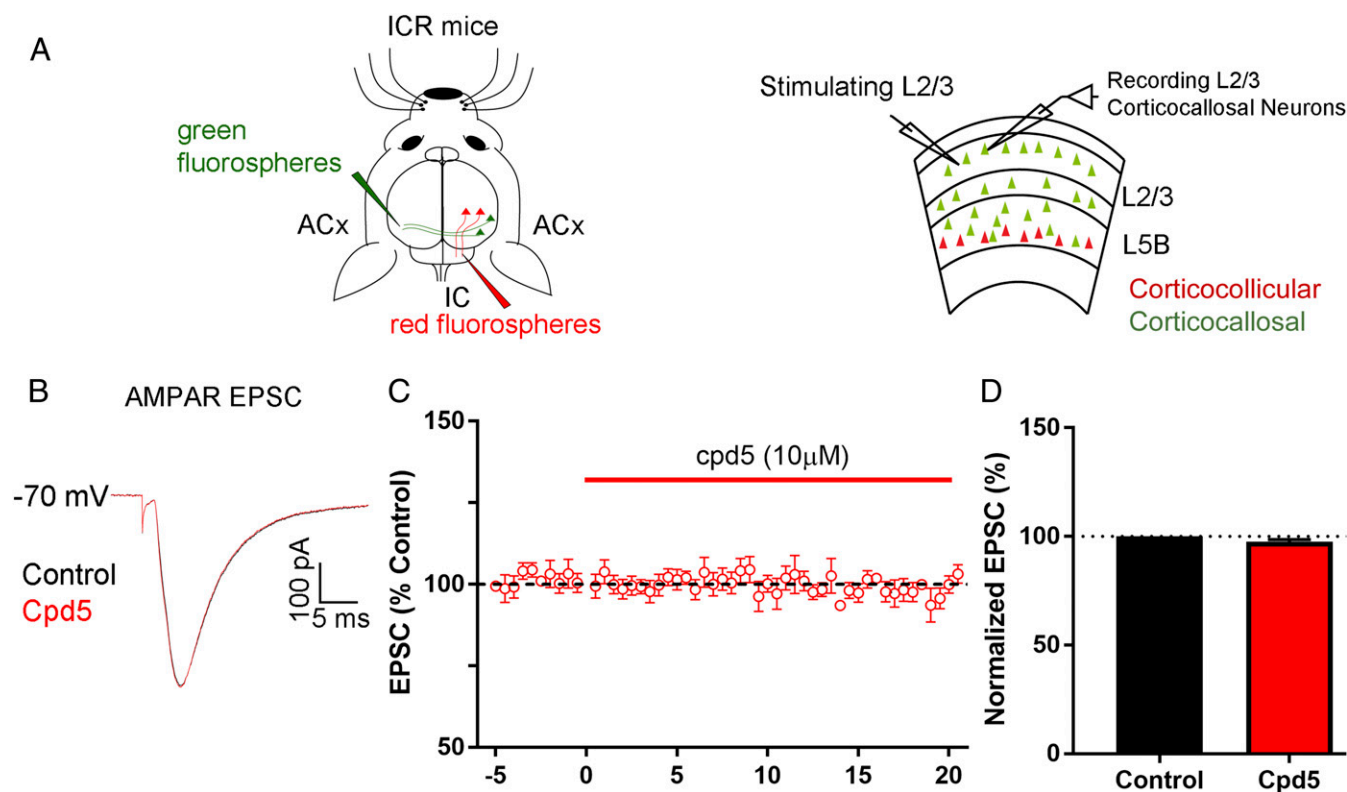 A
ICR mice
green
fluorospheres
ACx
ACx
IC
red fluorospheres
Stimulating L2/3
Recording L2/3
Corticocallosal Neurons
L2/3
L5B
Corticocollicular
Corticocallosal
B
AMPAR EPSC
-70 mV
Control
Cpd5
100 pA
5 ms
C
EPSC (% Control)
150
100
50
cpd5 (10μM)
-5 0 5 10 15 20
D
Normalized EPSC (%)
150
100
50
0
Control Cpd5